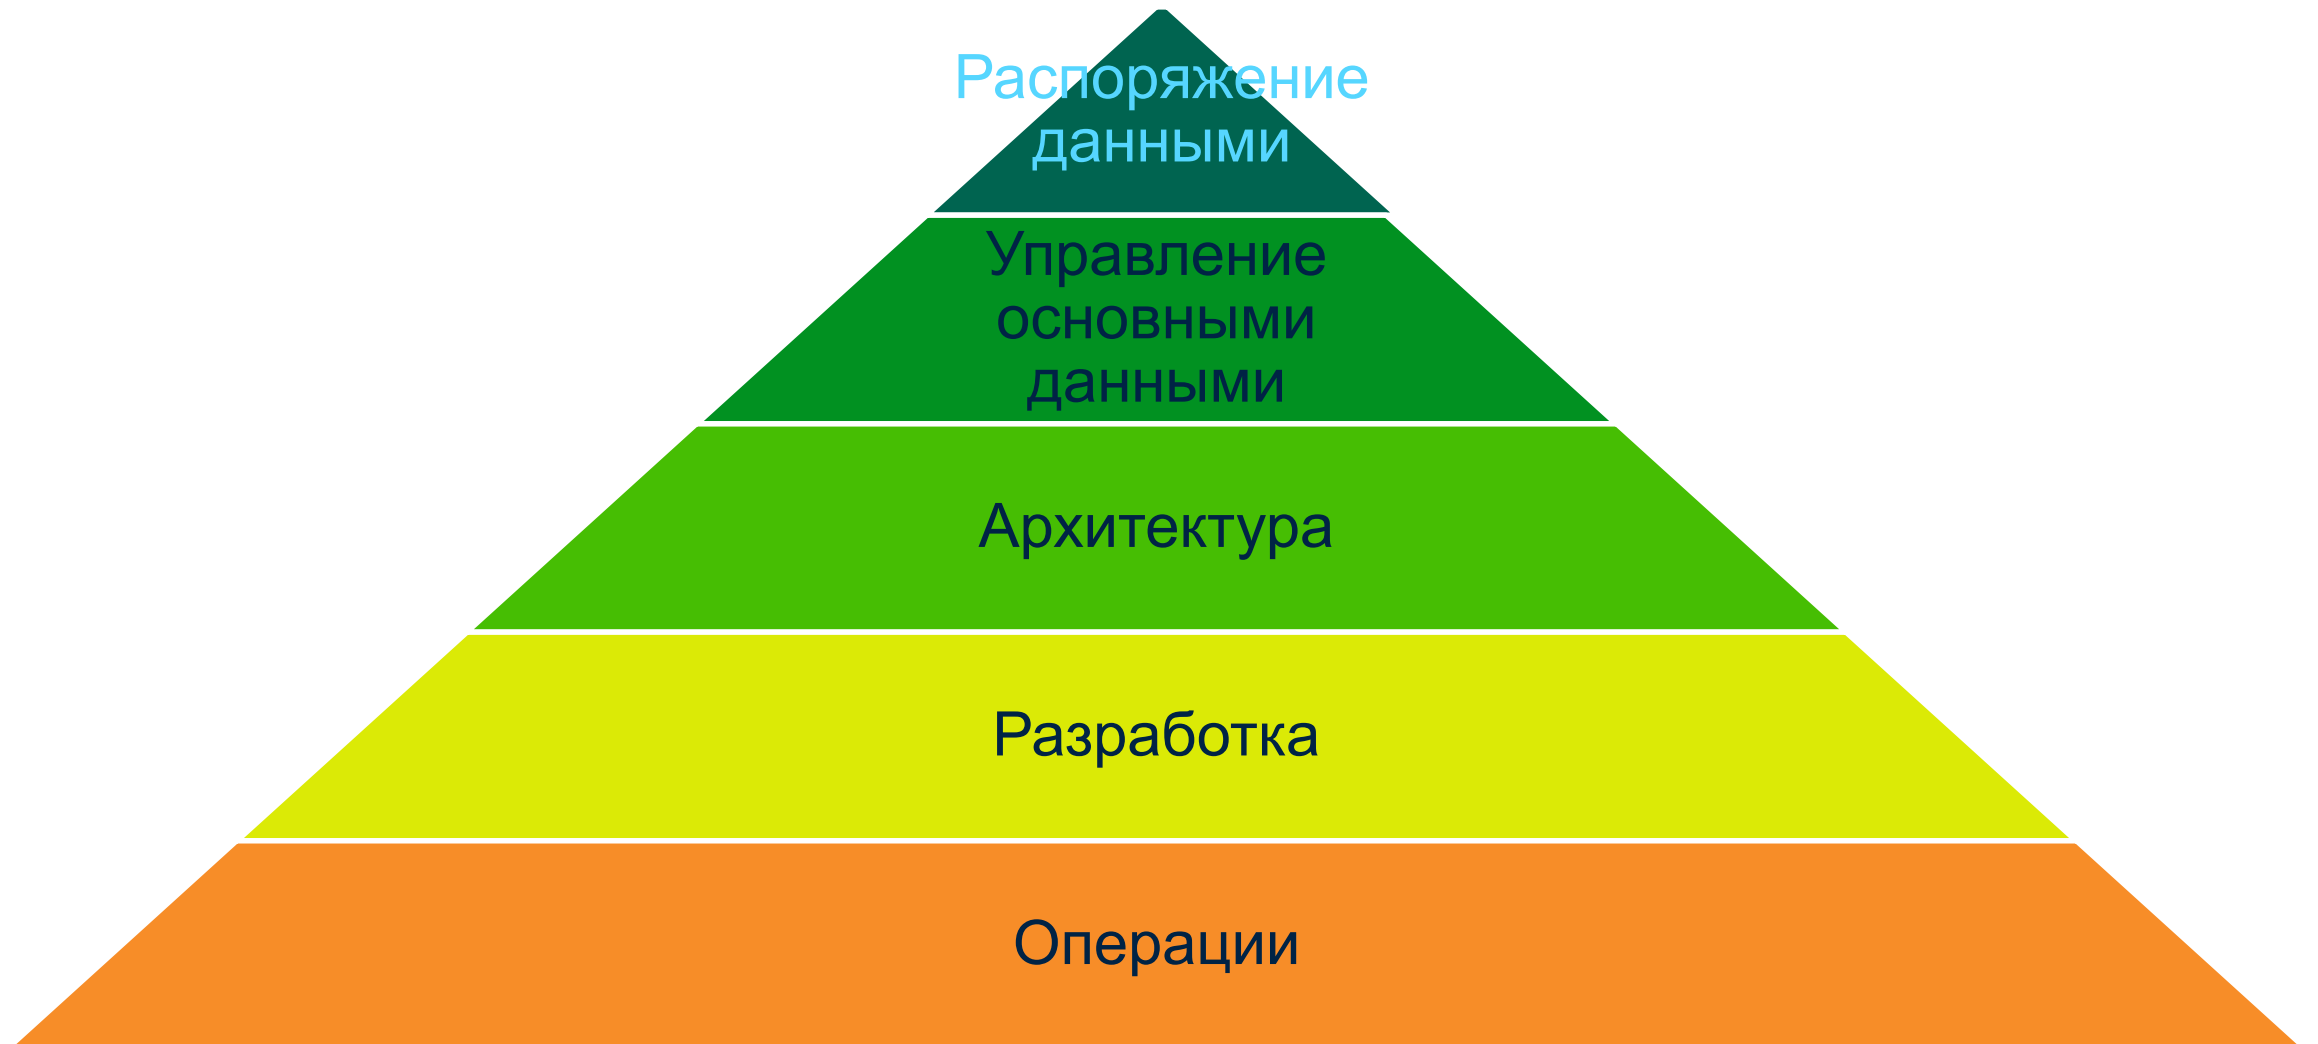 Распоряжение
данными
Управление
основными
данными
Архитектура
Разработка
Операции